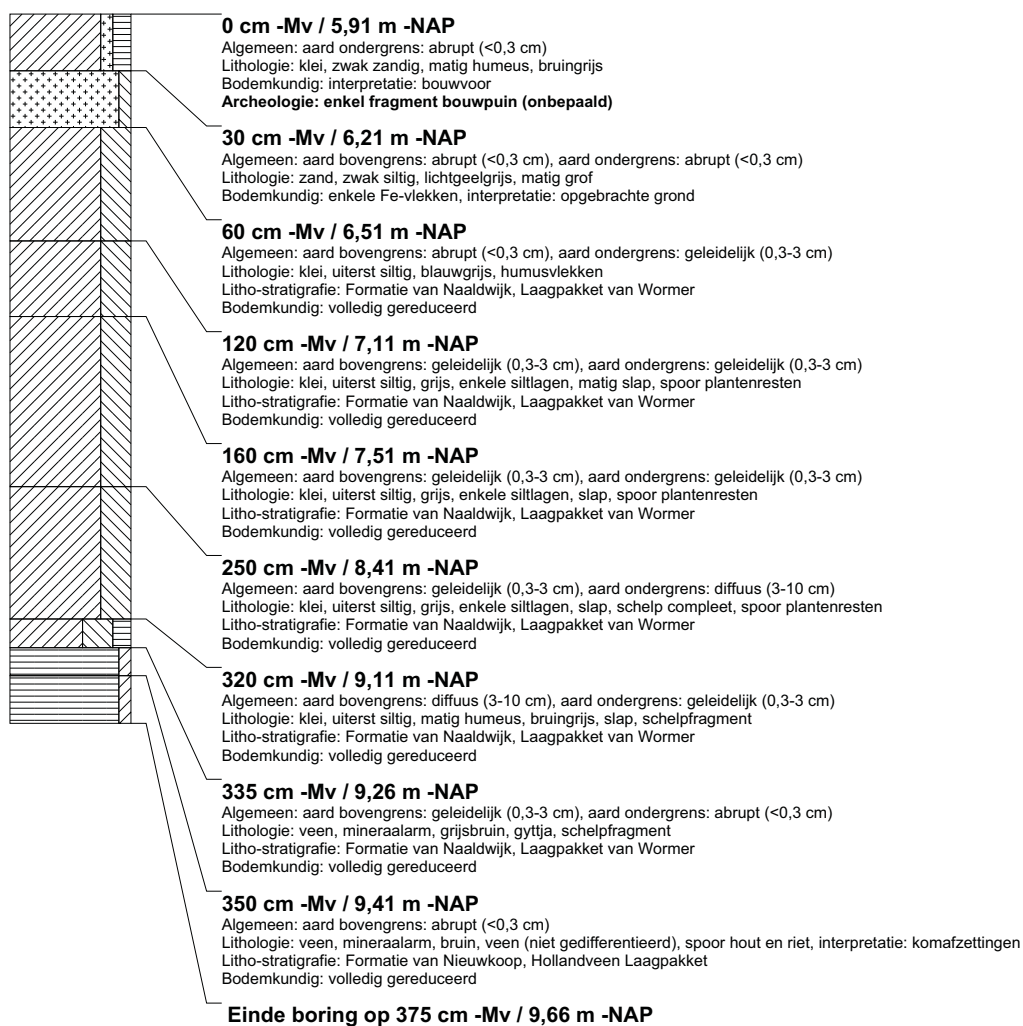 0 cm -Mv / 5,91 m -NAP
Algemeen: aard ondergrens: abrupt (<0,3 cm)
Lithologie: klei, zwak zandig, matig humeus, bruingrijs
Bodemkundig: interpretatie: bouwvoor
Archeologie: enkel fragment bouwpuin (onbepaald)
30 cm -Mv / 6,21 m -NAP
Algemeen: aard bovengrens: abrupt (<0,3 cm), aard ondergrens: abrupt (<0,3 cm)
Lithologie: zand, zwak siltig, lichtgeelgrijs, matig grof
Bodemkundig: enkele Fe-vlekken, interpretatie: opgebrachte grond
60 cm -Mv / 6,51 m -NAP
Algemeen: aard bovengrens: abrupt (<0,3 cm), aard ondergrens: geleidelijk (0,3-3 cm)
Lithologie: klei, uiterst siltig, blauwgrijs, humusvlekken
Litho-stratigrafie: Formatie van Naaldwijk, Laagpakket van Wormer
Bodemkundig: volledig gereduceerd
120 cm -Mv / 7,11 m -NAP
Algemeen: aard bovengrens: geleidelijk (0,3-3 cm), aard ondergrens: geleidelijk (0,3-3 cm)
Lithologie: klei, uiterst siltig, grijs, enkele siltlagen, matig slap, spoor plantenresten
Litho-stratigrafie: Formatie van Naaldwijk, Laagpakket van Wormer
Bodemkundig: volledig gereduceerd
160 cm -Mv / 7,51 m -NAP
Algemeen: aard bovengrens: geleidelijk (0,3-3 cm), aard ondergrens: geleidelijk (0,3-3 cm)
Lithologie: klei, uiterst siltig, grijs, enkele siltlagen, slap, spoor plantenresten
Litho-stratigrafie: Formatie van Naaldwijk, Laagpakket van Wormer
Bodemkundig: volledig gereduceerd
250 cm -Mv / 8,41 m -NAP
Algemeen: aard bovengrens: geleidelijk (0,3-3 cm), aard ondergrens: diffuus (3-10 cm)
Lithologie: klei, uiterst siltig, grijs, enkele siltlagen, slap, schelp compleet, spoor plantenresten
Litho-stratigrafie: Formatie van Naaldwijk, Laagpakket van Wormer
Bodemkundig: volledig gereduceerd
320 cm -Mv / 9,11 m -NAP
Algemeen: aard bovengrens: diffuus (3-10 cm), aard ondergrens: geleidelijk (0,3-3 cm)
Lithologie: klei, uiterst siltig, matig humeus, bruingrijs, slap, schelpfragment
Litho-stratigrafie: Formatie van Naaldwijk, Laagpakket van Wormer
Bodemkundig: volledig gereduceerd
335 cm -Mv / 9,26 m -NAP
Algemeen: aard bovengrens: geleidelijk (0,3-3 cm), aard ondergrens: abrupt (<0,3 cm)
Lithologie: veen, mineraalarm, grijsbruin, gyttja, schelpfragment
Litho-stratigrafie: Formatie van Naaldwijk, Laagpakket van Wormer
Bodemkundig: volledig gereduceerd
350 cm -Mv / 9,41 m -NAP
Algemeen: aard bovengrens: abrupt (<0,3 cm)
Lithologie: veen, mineraalarm, bruin, veen (niet gedifferentieerd), spoor hout en riet, interpretatie: komafzettingen
Litho-stratigrafie: Formatie van Nieuwkoop, Hollandveen Laagpakket
Bodemkundig: volledig gereduceerd
Einde boring op 375 cm -Mv / 9,66 m -NAP